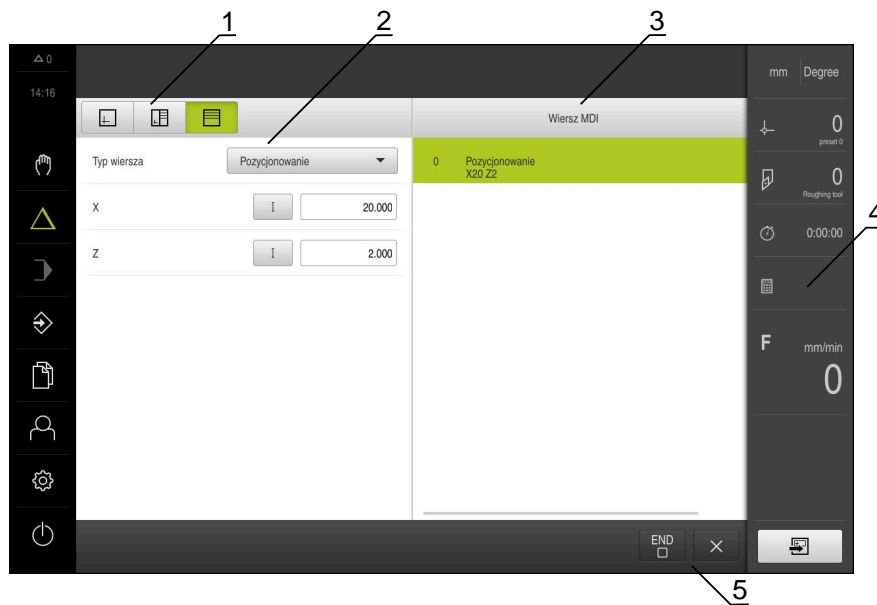 1
2
3
0
14:16
mm
Degree
Wiersz MDI
0
preset 0
Typ wiersza
Pozycjonowanie
0
Pozycjonowanie
X20 Z2
0
Roughing tool
X
I
20.000
4
0:00:00
Z
I
2.000
F
mm/min
0
END
5